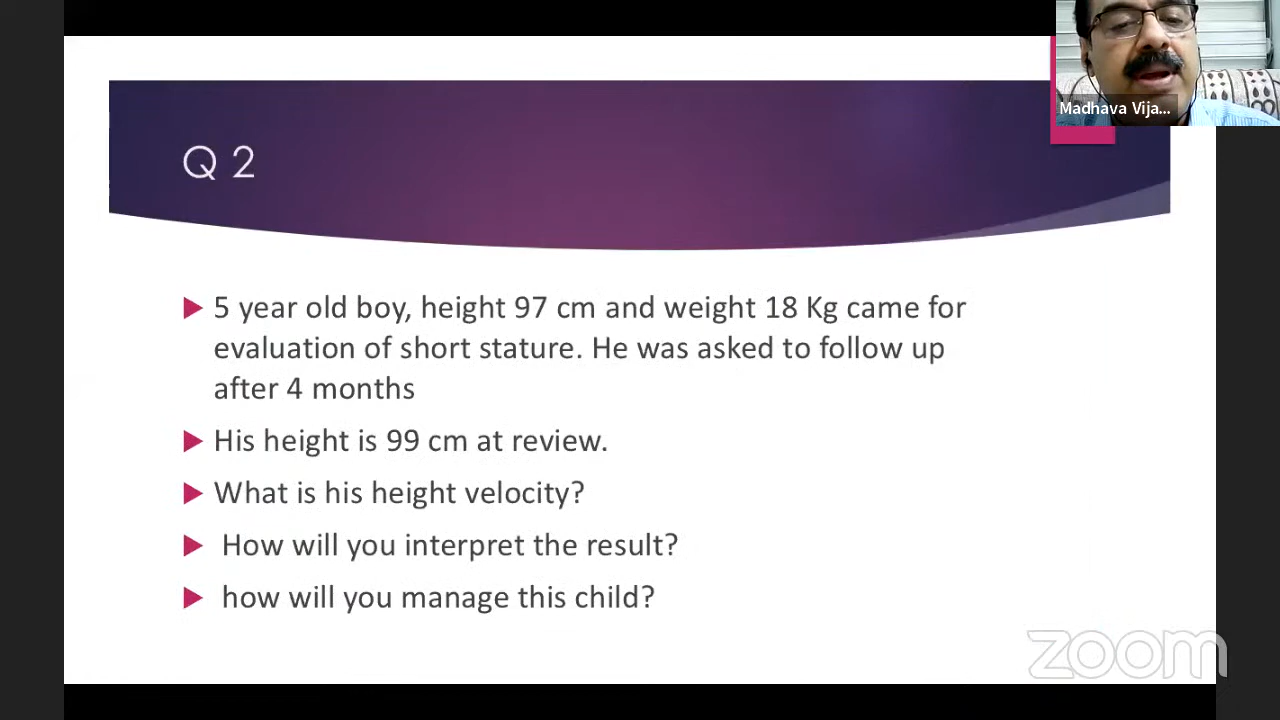 Madhava Vija...
Q 2
5 year old boy, height 97 cm and weight 18 Kg came for
evaluation of short stature. He was asked to follow up
after 4 months
His height is 99 cm at review.
What is his height velocity?
How will you interpret the result?
how will you manage this child?
zoom